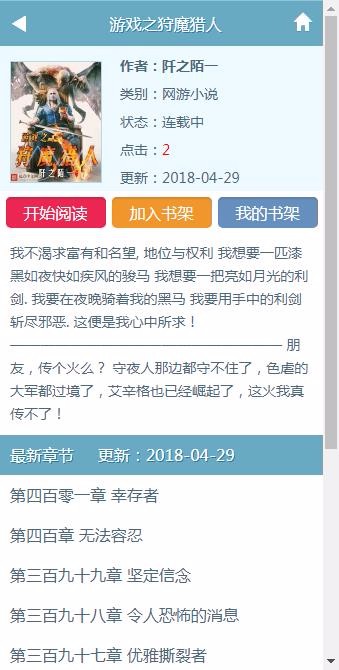 游戏之狩魔猎人
作者：阡之陌一
类别：网游小说
状态：连载中
点击：2
更新：2018-04-29
狩魔猎人
阡之陌一
开始阅读 加入书架 我的书架
我不渴求富有和名望, 地位与权利 我想要一匹漆
黑如夜快如疾风的骏马 我想要一把亮如月光的利
剑. 我要在夜晚骑着我的黑马 我要用手中的利剑
斩尽邪恶. 这便是我心中所求！
—————————————————— 朋
友，传个火么？ 守夜人那边都守不住了，色虐的
大军都过境了，艾辛格也已经崛起了，这火我真
传不了！
最新章节 更新：2018-04-29
第四百零一章 幸存者
第四百章 无法容忍
第三百九十九章 坚定信念
第三百九十八章 令人恐怖的消息
第三百九十七章 优雅撕裂者